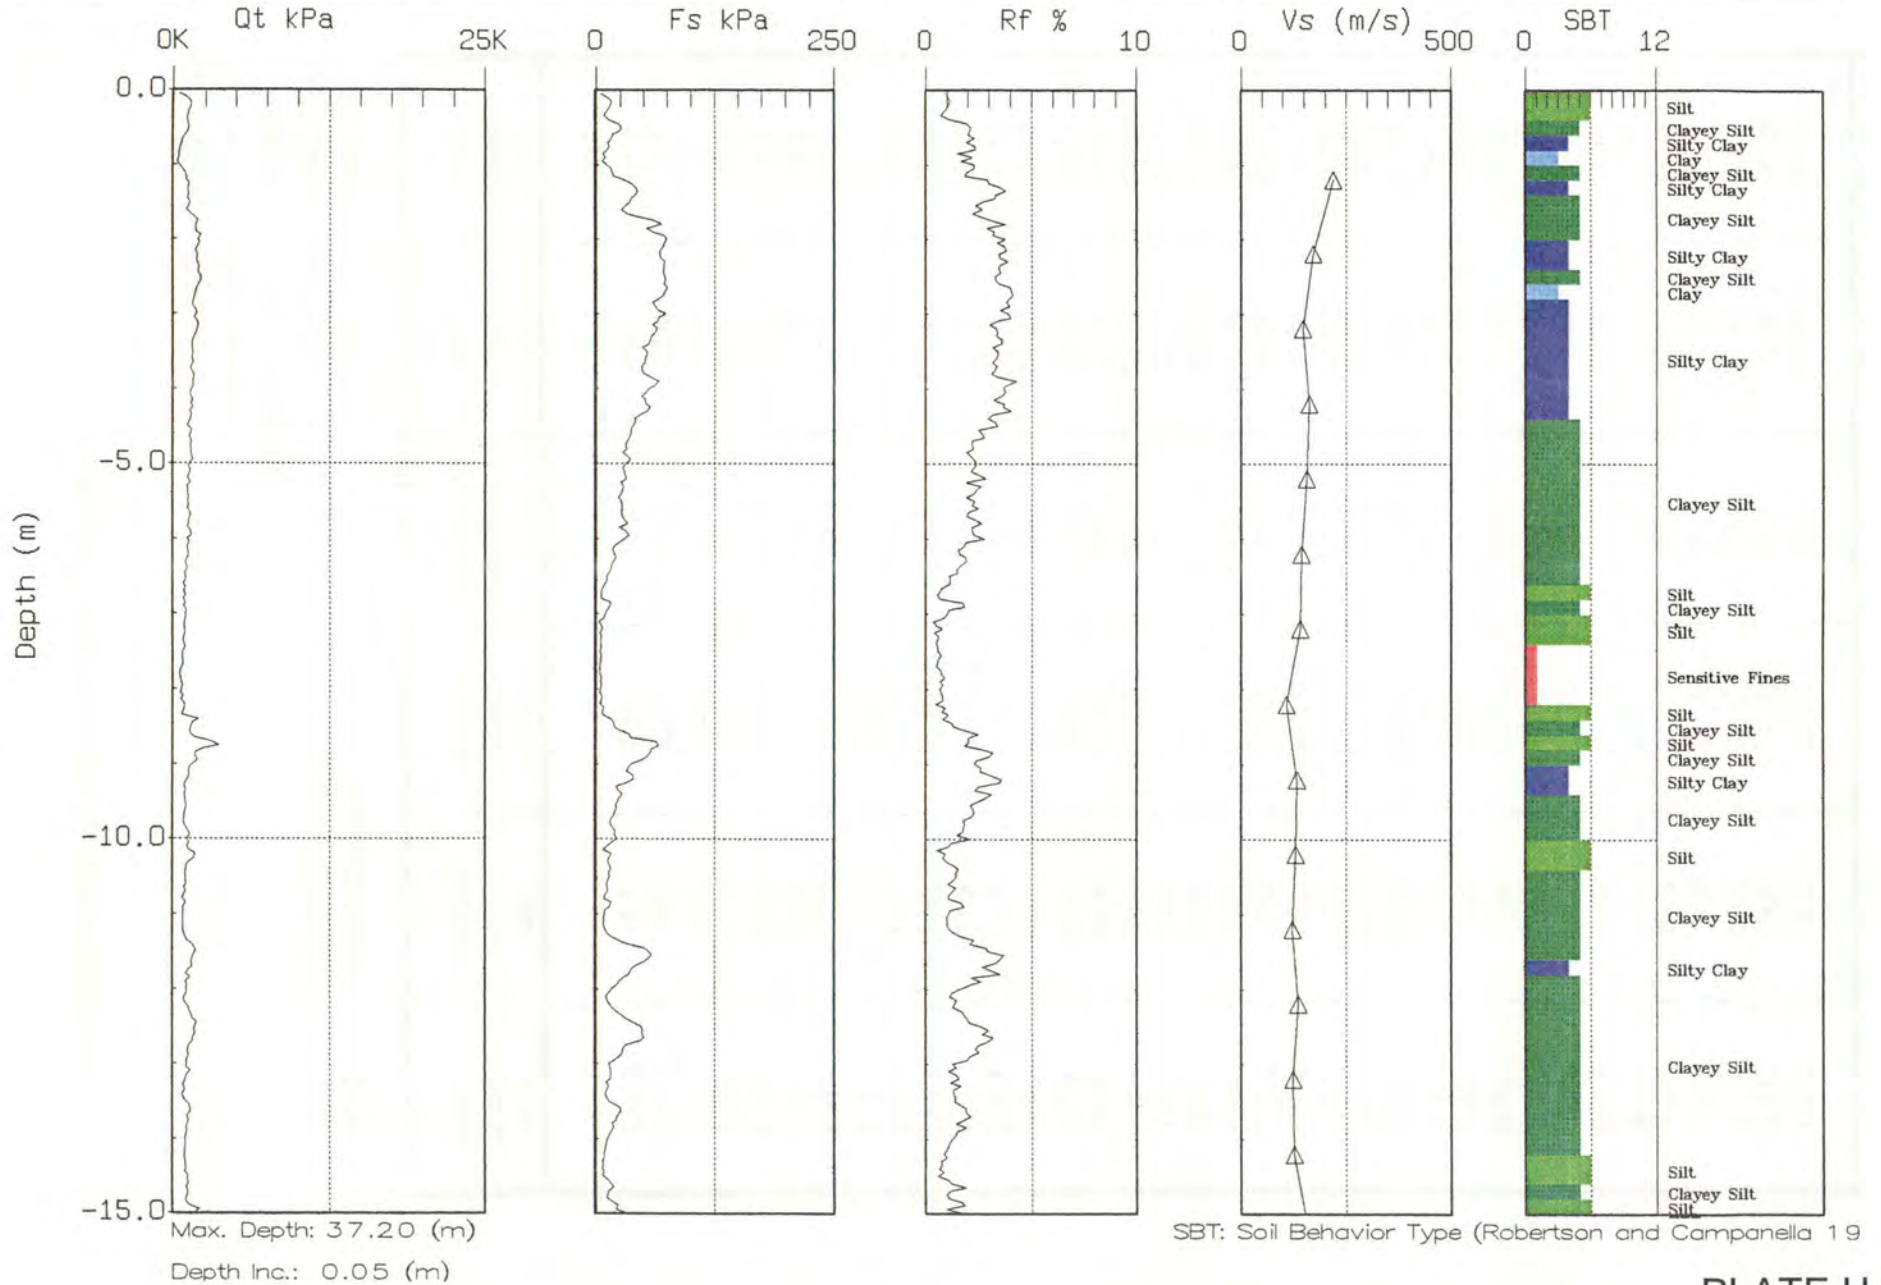 Qt kPa
Fs kPa
Rf %
Vs (m/s)
SBT
0K 25K
0 250
0 10
0 500
0 12
0.0
-5.0
-10.0
-15.0
Depth (m)
Silt
Clayey Silt
Silty Clay
Clay
Clayey Silt
Silty Clay
Clayey Silt
Silty Clay
Clayey Silt
Clay
Silty Clay
Clayey Silt
Silt
Clayey Silt
Silt
Sensitive Fines
Silt
Clayey Silt
Silt
Clayey Silt
Silty Clay
Clayey Silt
Silt
Clayey Silt
Silty Clay
Clayey Silt
Silt
Clayey Silt
Silt
Max. Depth: 37.20 (m)
SBT: Soil Behavior Type (Robertson and Campanella 19
Depth Inc.: 0.05 (m)